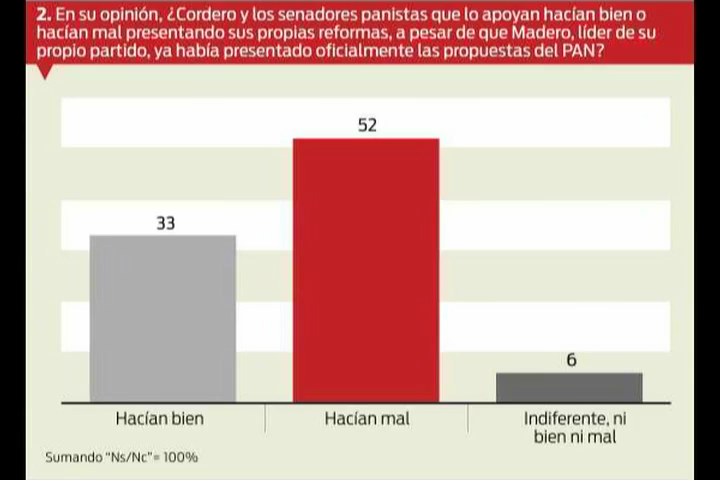 2. En su opinión, ¿Cordero y los senadores panistas que lo apoyan hacían bien o
hacían mal presentando sus propias reformas, a pesar de que Madero, líder de su
propio partido, ya había presentado oficialmente las propuestas del PAN?
52
33
6
Hacían bien
Hacían mal
Indiferente, ni
bien ni mal
Sumando "Ns/Nc"= 100%